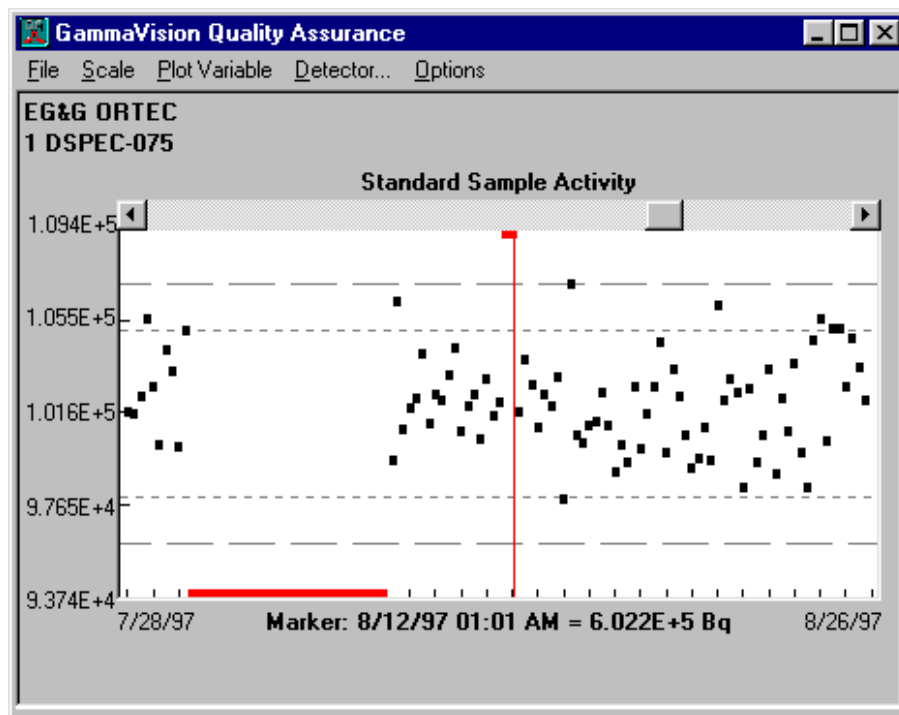 GammaVision Quality Assurance
File Scale Plot Variable Detector... Options
EG&G ORTEC
1 DSPEC-075
Standard Sample Activity
1.094E+5
1.055E+5
1.016E+5
9.765E+4
9.374E+4
7/28/97 Marker: 8/12/97 01:01 AM = 6.022E+5 Bq 8/26/97